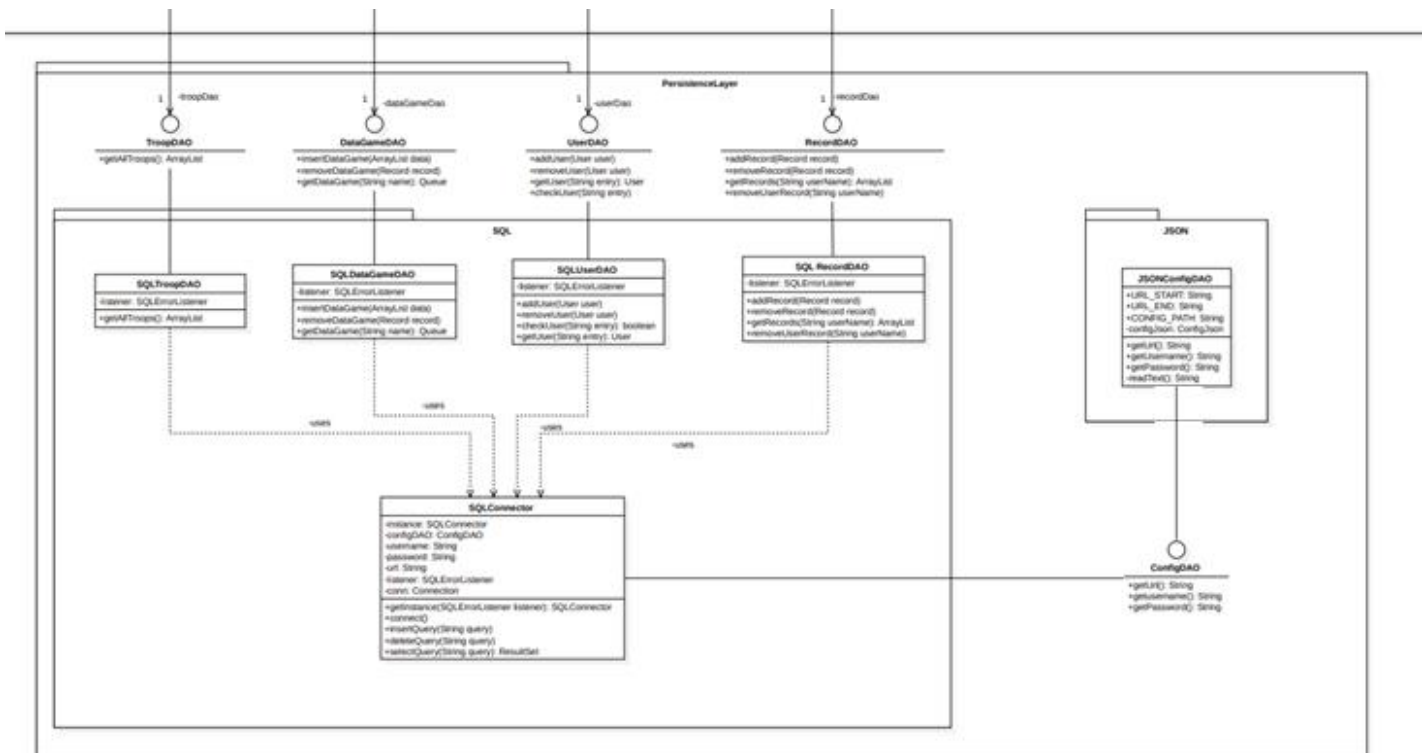 PersistenceLayer
1
-troopDao
1
-dataGameDao
1
-userDao
1
-recordDao
TroopDAO
+getAllTroops(): ArrayList
DataGameDAO
+insertDataGame(ArrayList data)
+removeDataGame(Record record)
+getDataGame(String name): Queue
UserDAO
+addUser(User user)
+removeUser(User user)
+getUser(String entry): User
+checkUser(String entry)
RecordDAO
+addRecord(Record record)
+removeRecord(Record record)
+getRecords(String userName): ArrayList
+removeUserRecord(String userName)
SQL
SQLTroopDAO
-listener: SQLErrorListener
+getAllTroops(): ArrayList
SQLDataGameDAO
-listener: SQLErrorListener
+insertDataGame(ArrayList data)
+removeDataGame(Record record)
+getDataGame(String name): Queue
SQLUserDAO
-listener: SQLErrorListener
+addUser(User user)
+removeUser(User user)
+checkUser(String entry): boolean
+getUser(String entry): User
SQL RecordDAO
-listener: SQLErrorListener
+addRecord(Record record)
+removeRecord(Record record)
+getRecords(String userName): ArrayList
+removeUserRecord(String userName)
JSON
JSONConfigDAO
+URL_START: String
+URL_END: String
+CONFIG_PATH: String
-configJson: ConfigJson
+getUrl(): String
+getUsername(): String
+getPassword(): String
-readText(): String
-uses
-uses
-uses
-uses
SQLConnector
-instance: SQLConnector
-configDAO: ConfigDAO
-username: String
-password: String
-url: String
-listener: SQLErrorListener
-conn: Connection
+getInstance(SQLErrorListener listener): SQLConnector
+connect()
+insertQuery(String query)
+deleteQuery(String query)
+selectQuery(String query): ResultSet
ConfigDAO
+getUrl(): String
+getusername(): String
+getPassword(): String